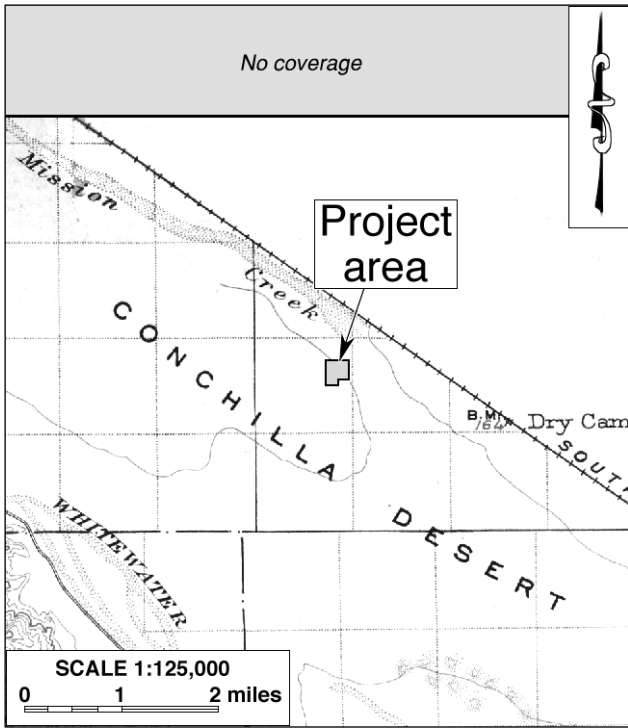 No coverage
Mission
Creek
Project
area
CONCHILLA
DESERT
B.M.
164
Dry Cam
SOUTH
WHITEWATER
SCALE 1:125,000
0 1 2 miles